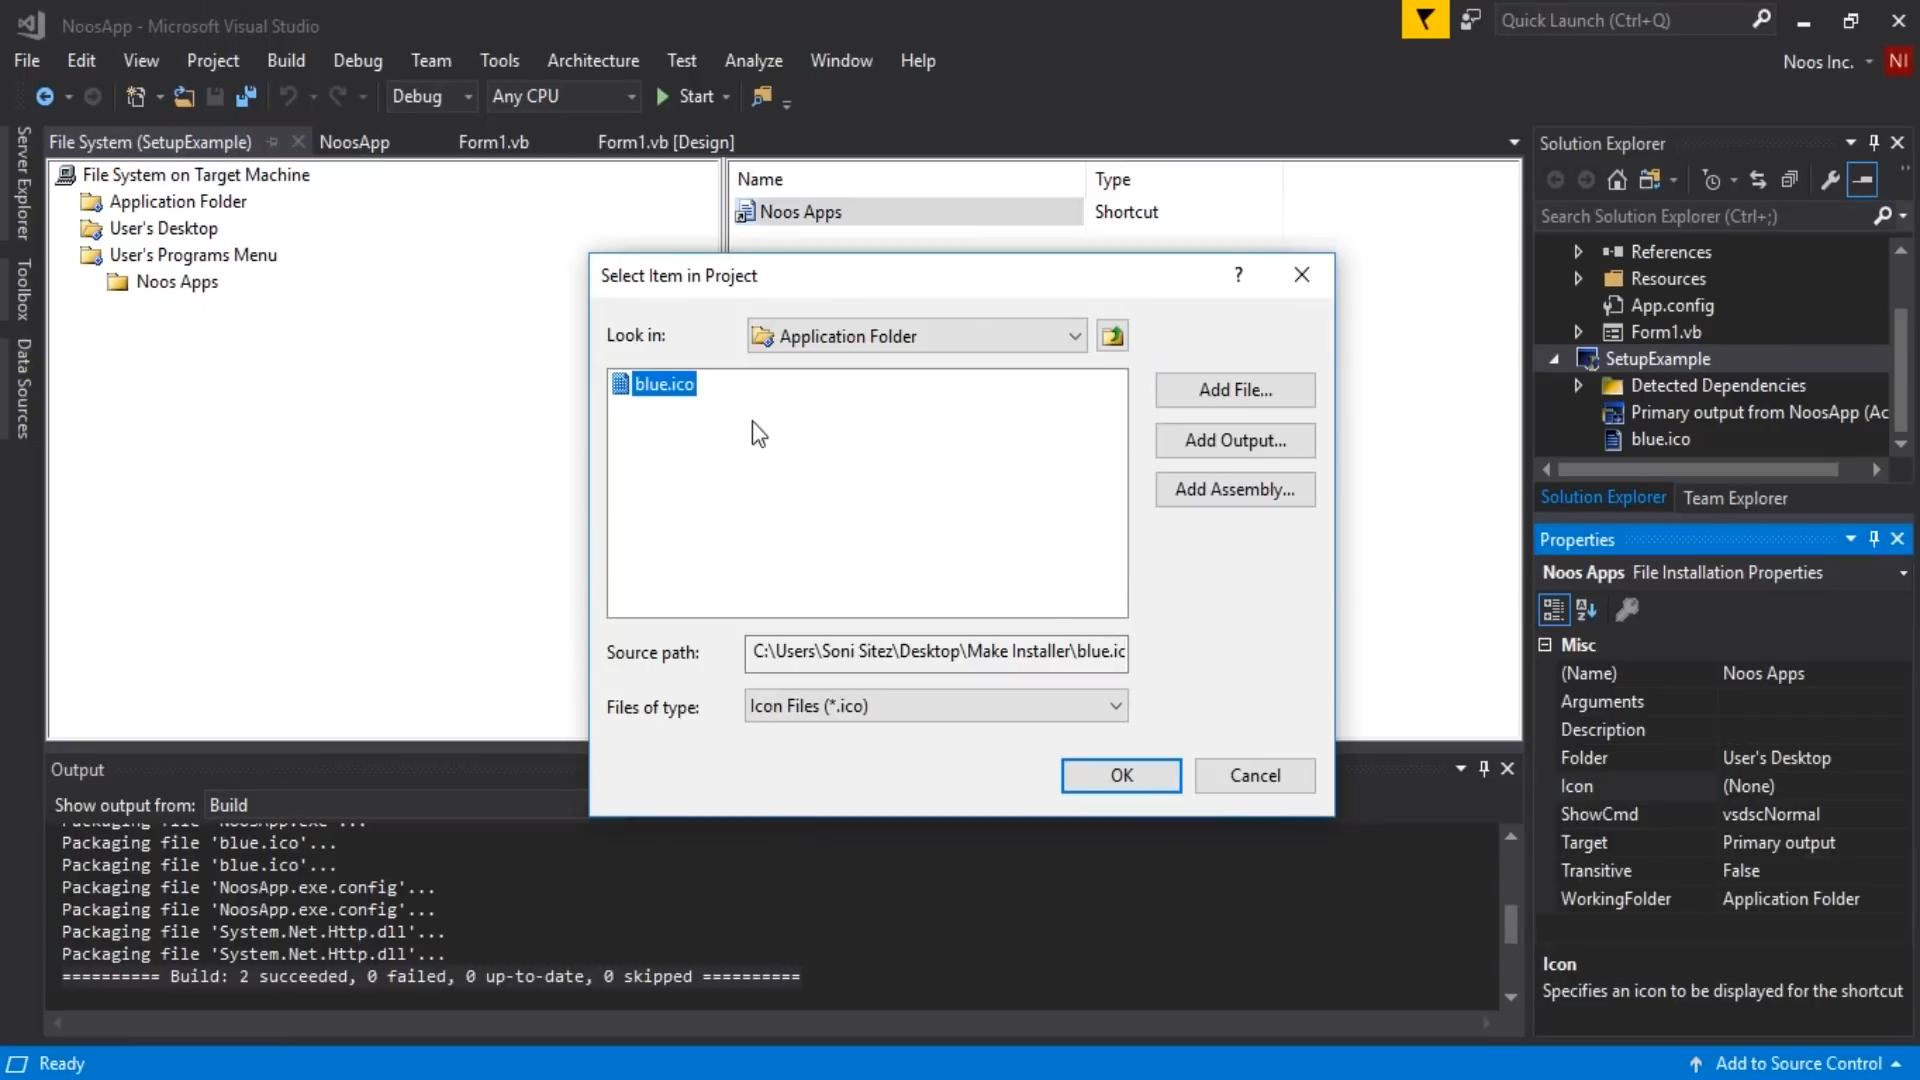 NoosApp - Microsoft Visual Studio
Quick Launch (Ctrl+Q)
File Edit View Project Build Debug Team Tools Architecture Test Analyze Window Help
Noos Inc. NI
Debug Any CPU Start
Server Explorer
Toolbox
Data Sources
File System (SetupExample) NoosApp Form1.vb Form1.vb [Design]
File System on Target Machine
Application Folder
User's Desktop
User's Programs Menu
Noos Apps
Name Type
Noos Apps Shortcut
Select Item in Project ?
Look in: Application Folder
blue.ico
Add File...
Add Output...
Add Assembly...
Source path: C:\Users\Soni Sitez\Desktop\Make Installer\blue.ic
Files of type: Icon Files (*.ico)
OK Cancel
Solution Explorer
Search Solution Explorer (Ctrl+;)
References
Resources
App.config
Form1.vb
SetupExample
Detected Dependencies
Primary output from NoosApp (Ac
blue.ico
Solution Explorer Team Explorer
Properties
Noos Apps File Installation Properties
Misc
(Name) Noos Apps
Arguments
Description
Folder User's Desktop
Icon (None)
ShowCmd vsdscNormal
Target Primary output
Transitive False
WorkingFolder Application Folder
Icon
Specifies an icon to be displayed for the shortcut
Output
Show output from: Build
Packaging file 'NoosApp.exe'...
Packaging file 'blue.ico'...
Packaging file 'blue.ico'...
Packaging file 'NoosApp.exe.config'...
Packaging file 'NoosApp.exe.config'...
Packaging file 'System.Net.Http.dll'...
Packaging file 'System.Net.Http.dll'...
========== Build: 2 succeeded, 0 failed, 0 up-to-date, 0 skipped ==========
Ready
Add to Source Control